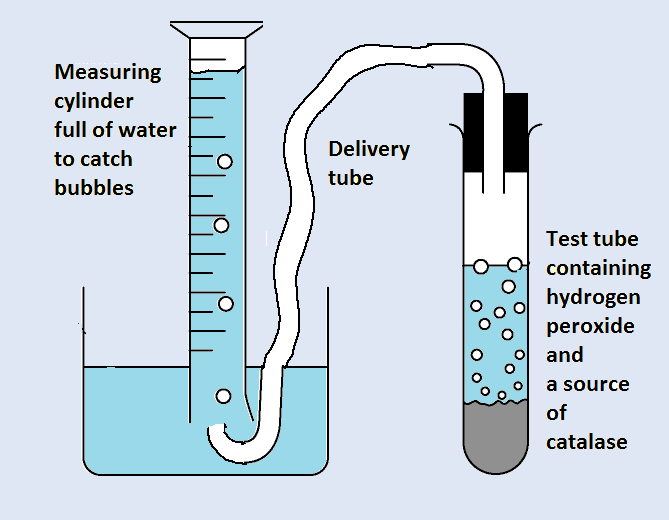 Measuring
cylinder
full of water
to catch
bubbles
Delivery
tube
Test tube
containing
hydrogen
peroxide
and
a source
of
catalase